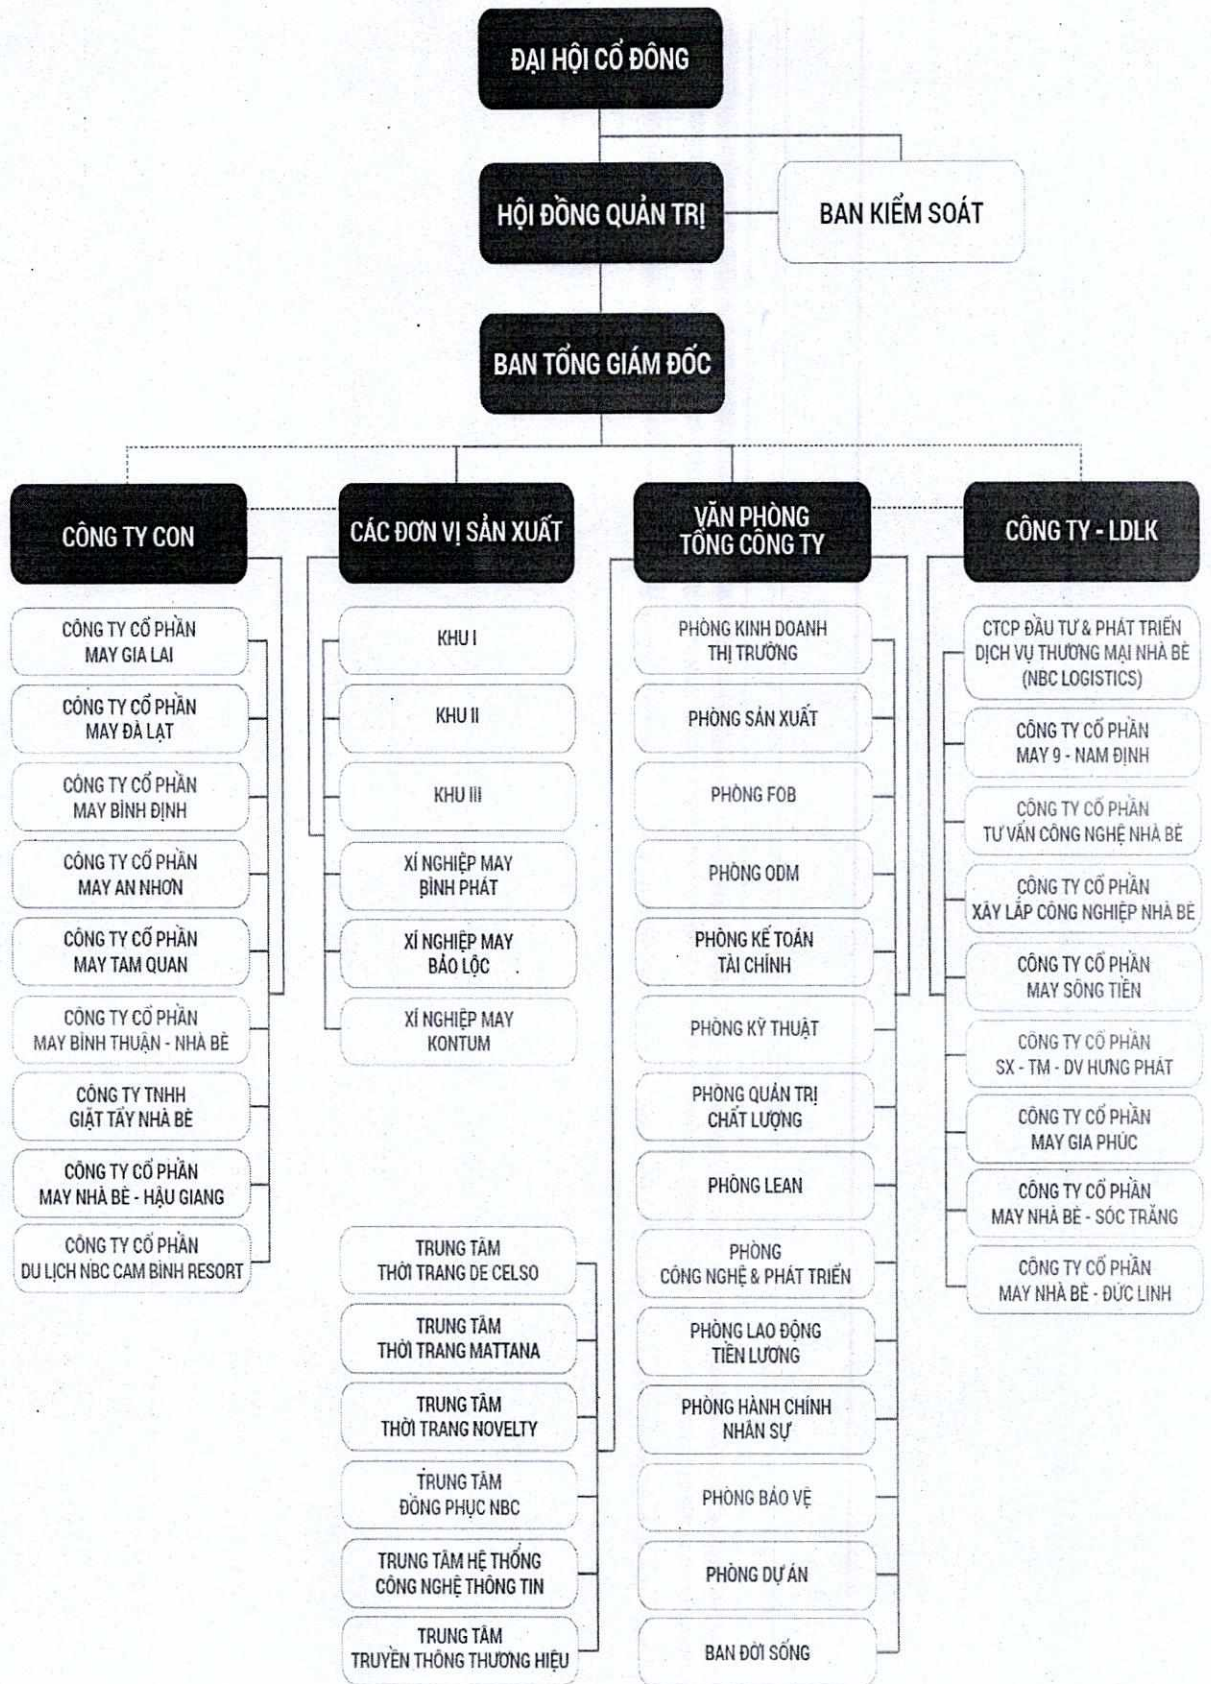 ĐẠI HỘI CỔ ĐÔNG
HỘI ĐỒNG QUẢN TRỊ
BAN KIỂM SOÁT
BAN TỔNG GIÁM ĐỐC
CÔNG TY CON
CÔNG TY CỔ PHẦN
MAY GIA LAI
CÔNG TY CỔ PHẦN
MAY ĐÀ LẠT
CÔNG TY CỔ PHẦN
MAY BÌNH ĐỊNH
CÔNG TY CỔ PHẦN
MAY AN NHƠN
CÔNG TY CỔ PHẦN
MAY TAM QUAN
CÔNG TY CỔ PHẦN
MAY BÌNH THUẬN - NHÀ BÈ
CÔNG TY TNHH
GIẶT TẨY NHÀ BÈ
CÔNG TY CỔ PHẦN
MAY NHÀ BÈ - HẬU GIANG
CÔNG TY CỔ PHẦN
DU LỊCH NBC CAM BÌNH RESORT
CÁC ĐƠN VỊ SẢN XUẤT
KHU I
KHU II
KHU III
XÍ NGHIỆP MAY
BÌNH PHÁT
XÍ NGHIỆP MAY
BẢO LỘC
XÍ NGHIỆP MAY
KONTUM
TRUNG TÂM
THỜI TRANG DE CELSO
TRUNG TÂM
THỜI TRANG MATTANA
TRUNG TÂM
THỜI TRANG NOVELTY
TRUNG TÂM
ĐỒNG PHỤC NBC
TRUNG TÂM HỆ THỐNG
CÔNG NGHỆ THÔNG TIN
TRUNG TÂM
TRUYỀN THÔNG THƯƠNG HIỆU
VĂN PHÒNG
TỔNG CÔNG TY
PHÒNG KINH DOANH
THỊ TRƯỜNG
PHÒNG SẢN XUẤT
PHÒNG FOB
PHÒNG ODM
PHÒNG KẾ TOÁN
TÀI CHÍNH
PHÒNG KỸ THUẬT
PHÒNG QUẢN TRỊ
CHẤT LƯỢNG
PHÒNG LEAN
PHÒNG
CÔNG NGHỆ & PHÁT TRIỂN
PHÒNG LAO ĐỘNG
TIỀN LƯƠNG
PHÒNG HÀNH CHÍNH
NHÂN SỰ
PHÒNG BẢO VỆ
PHÒNG DỰ ÁN
BAN ĐỜI SỐNG
CÔNG TY - LDLK
CTCP ĐẦU TƯ & PHÁT TRIỂN
DỊCH VỤ THƯƠNG MẠI NHÀ BÈ
(NBC LOGISTICS)
CÔNG TY CỔ PHẦN
MAY 9 - NAM ĐỊNH
CÔNG TY CỔ PHẦN
TƯ VẤN CÔNG NGHỆ NHÀ BÈ
CÔNG TY CỔ PHẦN
XÂY LẮP CÔNG NGHIỆP NHÀ BÈ
CÔNG TY CỔ PHẦN
MAY SÔNG TIỀN
CÔNG TY CỔ PHẦN
SX - TM - DV HƯNG PHÁT
CÔNG TY CỔ PHẦN
MAY GIA PHÚC
CÔNG TY CỔ PHẦN
MAY NHÀ BÈ - SÓC TRĂNG
CÔNG TY CỔ PHẦN
MAY NHÀ BÈ - ĐỨC LINH